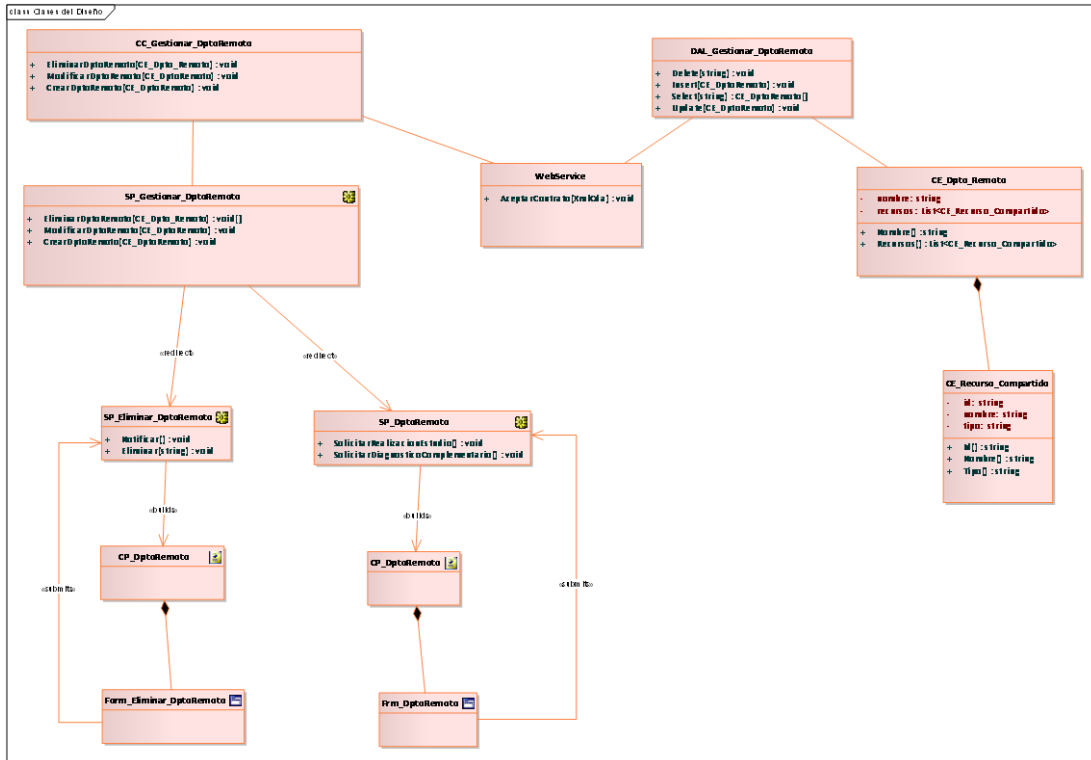 class Clases del Diseño
CC_Gestionar_DptoRemoto
+ EliminarDptoRemoto(CE_Dpto_Remoto) : void
+ ModificarDptoRemoto(CE_DptoRemoto) : void
+ CrearDptoRemoto(CE_DptoRemoto) : void
DAL_Gestionar_DptoRemoto
+ Delete(string) : void
+ Insert(CE_DptoRemoto) : void
+ Select(string) : CE_DptoRemoto[]
+ Update(CE_DptoRemoto) : void
WebService
+ AceptarContrato(XmlCda) : void
CE_Dpto_Remoto
- nombre: string
- recursos: List<CE_Recurso_Compartido>
+ Nombre() : string
+ Recursos() : List<CE_Recurso_Compartido>
SP_Gestionar_DptoRemoto
+ EliminarDptoRemoto(CE_Dpto_Remoto) : void[]
+ ModificarDptoRemoto(CE_DptoRemoto) : void
+ CrearDptoRemoto(CE_DptoRemoto) : void
«redirect»
«redirect»
CE_Recurso_Compartido
- id: string
- nombre: string
- tipo: string
+ Id() : string
+ Nombre() : string
+ Tipo() : string
SP_Eliminar_DptoRemoto
+ Notificar() : void
+ Eliminar(string) : void
SP_DptoRemoto
+ SolicitarRealizacionEstudio() : void
+ SolicitarDiagnosticoComplementario() : void
«builds»
«builds»
CP_DptoRemoto
CP_DptoRemoto
«submit»
«submit»
Form_Eliminar_DptoRemoto
Frm_DptoRemoto